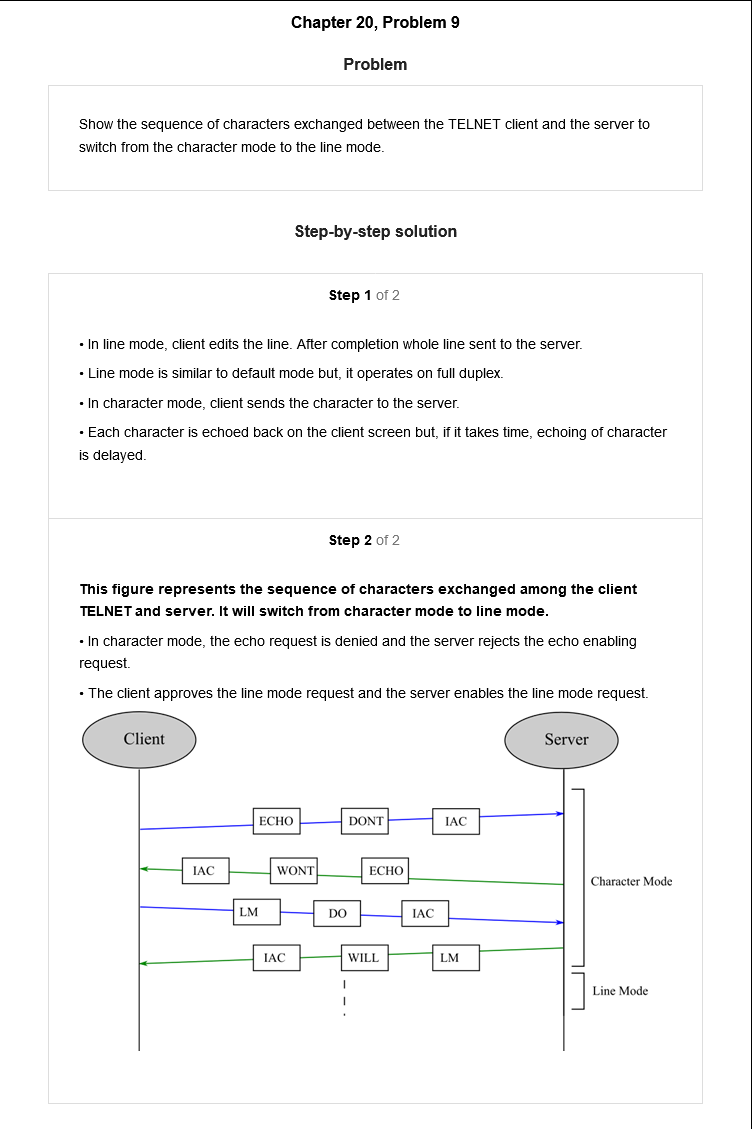 Chapter 20, Problem 9
Problem
Show the sequence of characters exchanged between the TELNET client and the server to
switch from the character mode to the line mode.
Step-by-step solution
Step 1 of 2
• In line mode, client edits the line. After completion whole line sent to the server.
• Line mode is similar to default mode but, it operates on full duplex.
• In character mode, client sends the character to the server.
• Each character is echoed back on the client screen but, if it takes time, echoing of character
is delayed.
Step 2 of 2
This figure represents the sequence of characters exchanged among the client
TELNET and server. It will switch from character mode to line mode.
• In character mode, the echo request is denied and the server rejects the echo enabling
request.
• The client approves the line mode request and the server enables the line mode request.
Client Server
ECHO DONT IAC
IAC WONT ECHO
Character Mode
LM DO IAC
IAC WILL LM
Line Mode